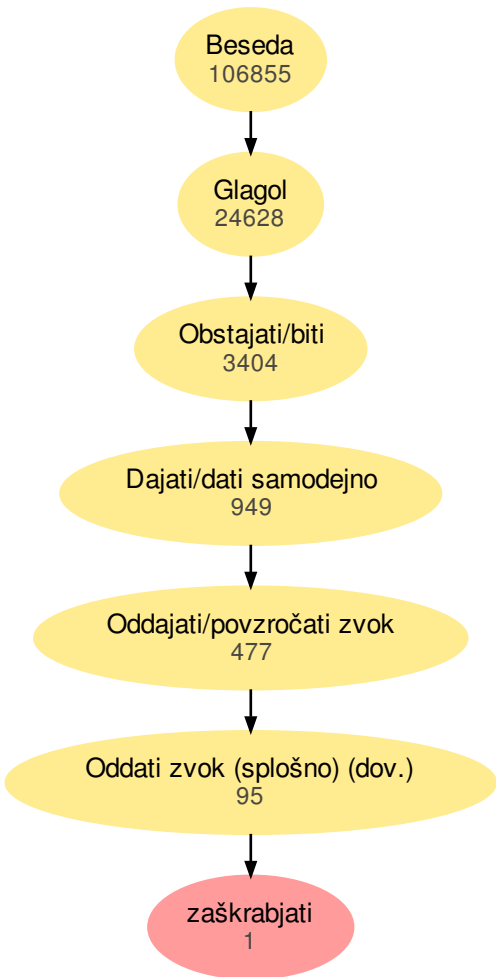 Beseda
106855
Glagol
24628
Obstajati/biti
3404
Dajati/dati samodejno
949
Oddajati/povzročati zvok
477
Oddati zvok (splošno) (dov.)
95
zaškrabjati
1